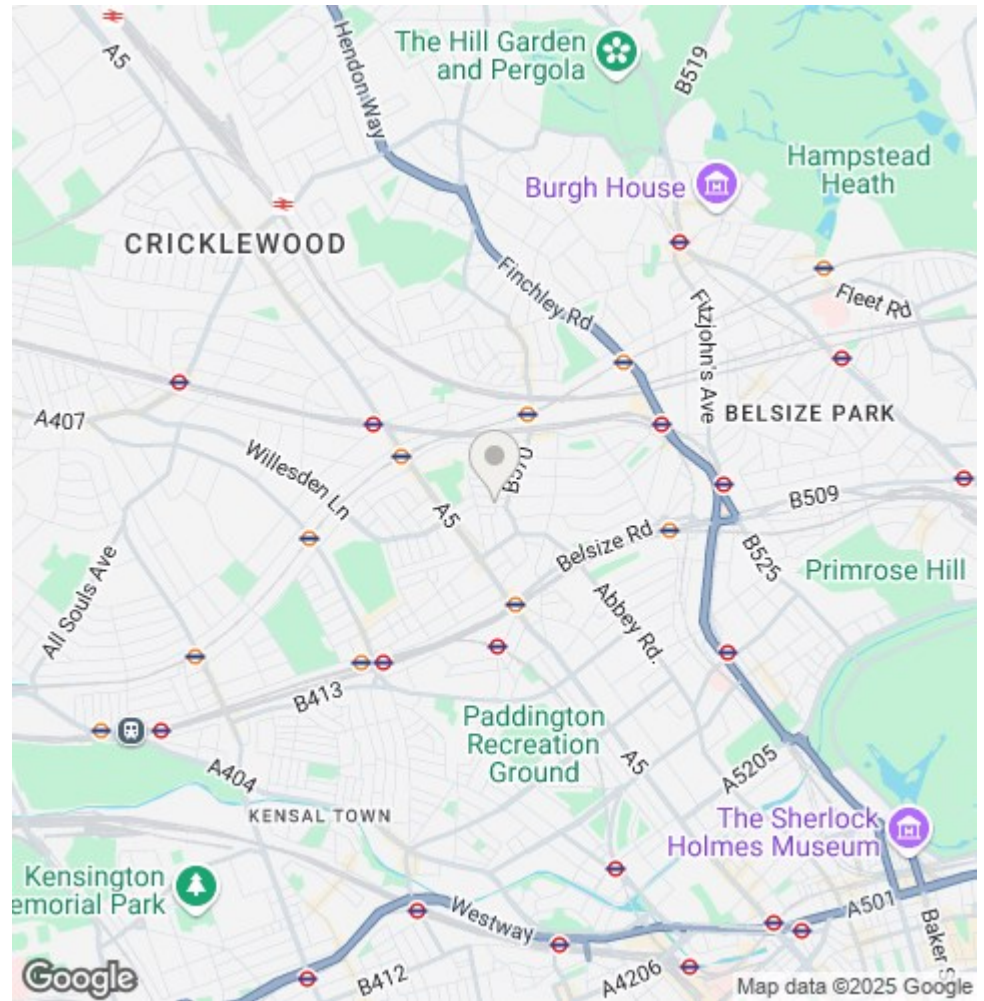 A5
Hendon Way
The Hill Garden
and Pergola
B519
Hampstead
Heath
Burgh House
CRICKLEWOOD
Finchley Rd
Fitzjohn's Ave
Fleet Rd
A407
BELSIZE PARK
Willesden Ln
B510
A5
B509
Belsize Rd
B525
Primrose Hill
All Souls Ave
Abbey Rd.
B413
Paddington
Recreation
Ground
A5
A5205
A404
KENSAL TOWN
The Sherlock
Holmes Museum
Kensington
emorial Park
Westway
A501
Baker S
B412
A4206
Google
Map data ©2025 Google